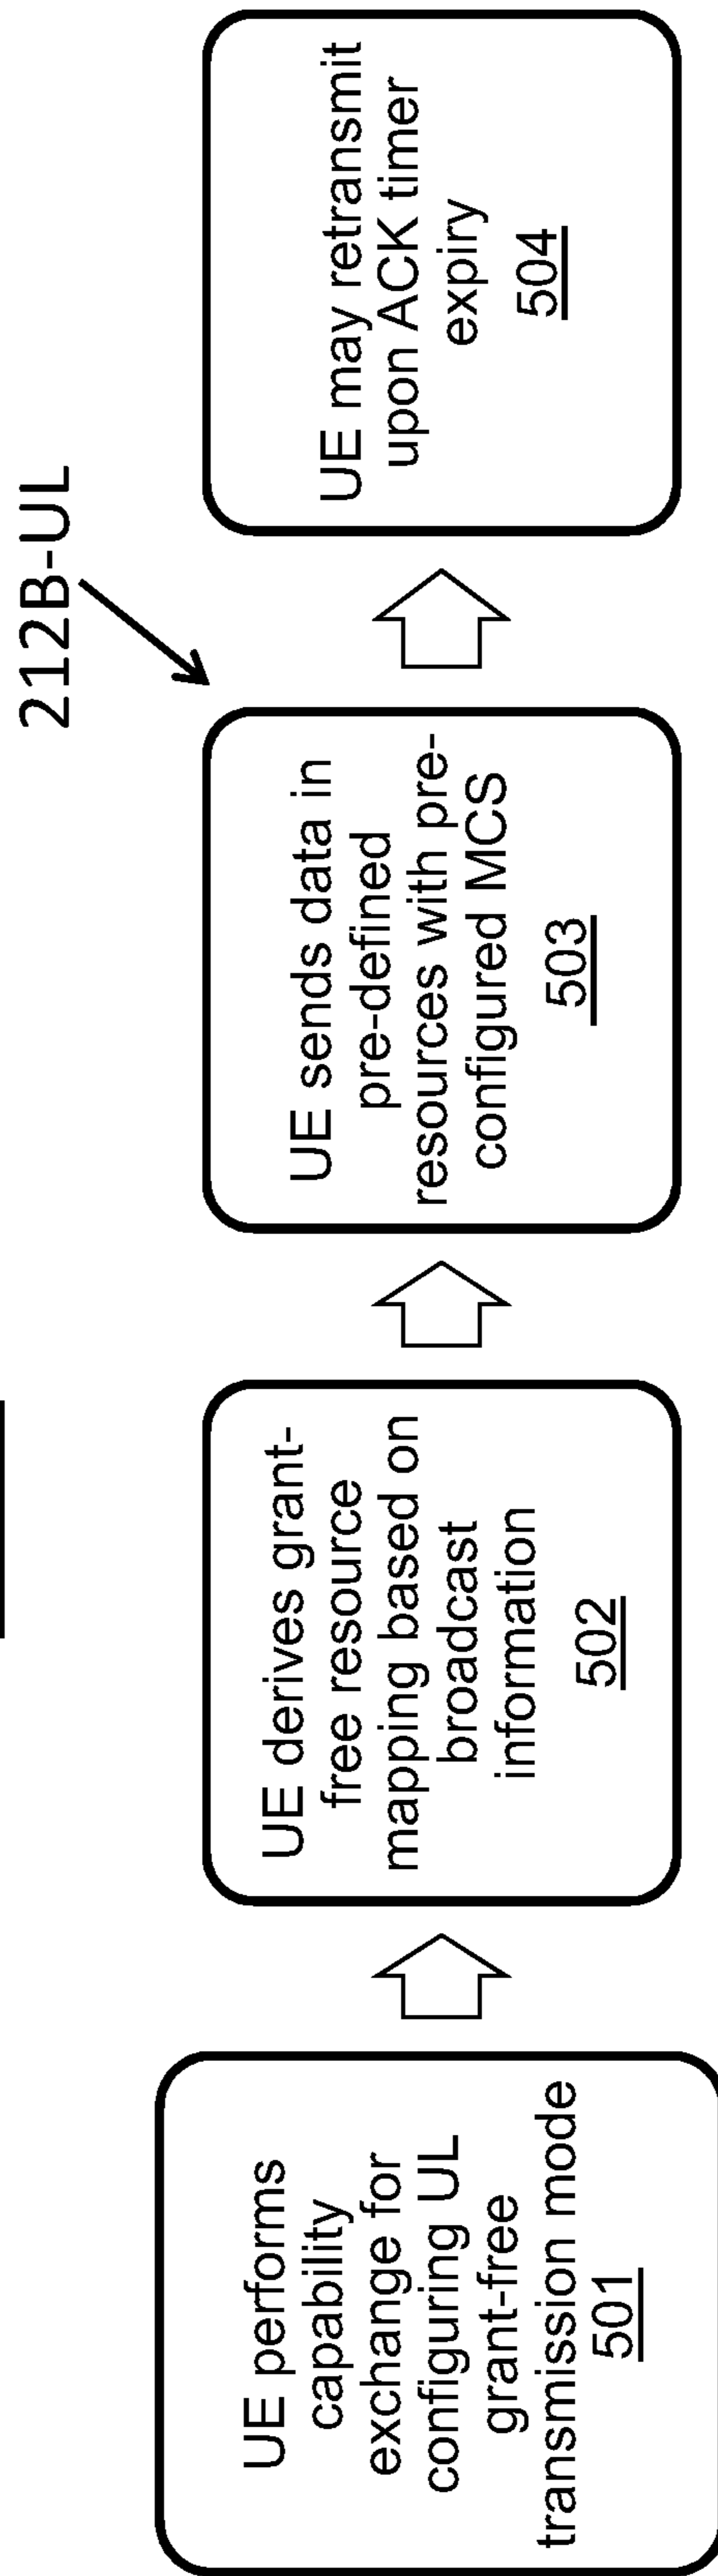 212B-UL
UE performs
capability
exchange for
configuring UL
grant-free
transmission mode
501
UE derives grant-
free resource
mapping based on
broadcast
information
502
UE sends data in
pre-defined
resources with pre-
configured MCS
503
UE may retransmit
upon ACK timer
expiry
504